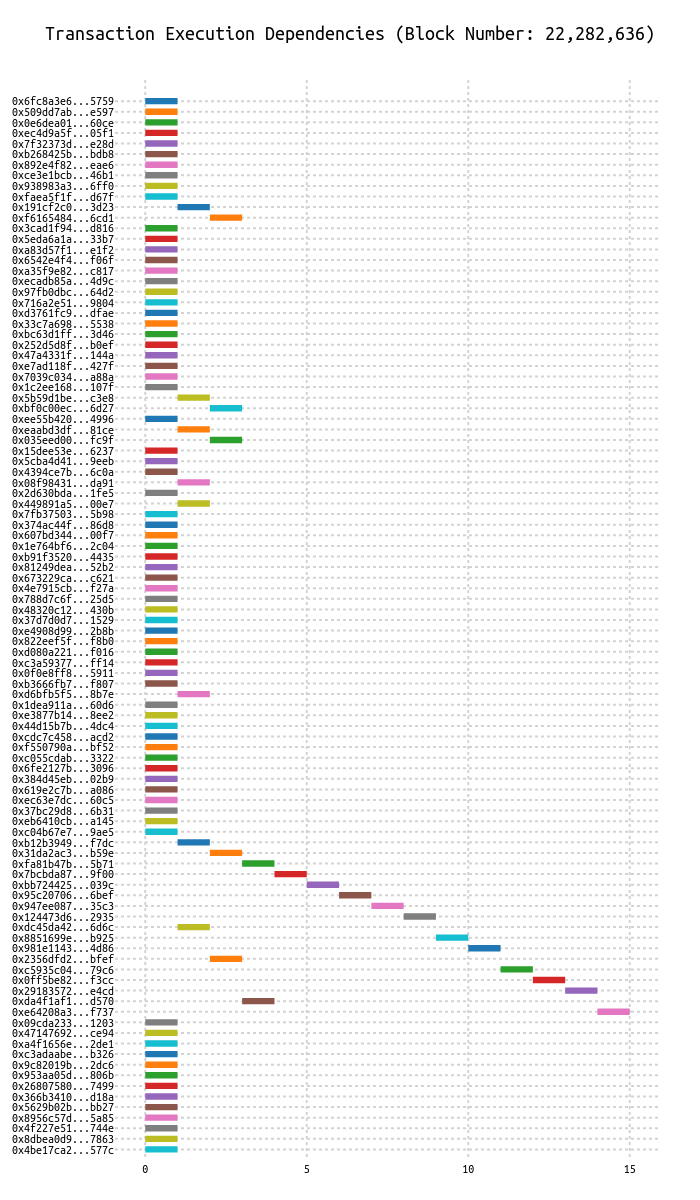 Transaction Execution Dependencies (Block Number: 22,282,636)
0x6fc8a3e6...5759
0x509dd7ab...e597
0x0e6dea01...60ce
0xec4d9a5f...05f1
0x7f32373d...e28d
0xb268425b...bdb8
0x892e4f82...eae6
0xce3e1bcb...46b1
0x938983a3...6ff0
0xfaea5f1f...d67f
0x191cf2c0...3d23
0xf6165484...6cd1
0x3cad1f94...d816
0x5eda6a1a...33b7
0xa83d57f1...e1f2
0x6542e4f4...f06f
0xa35f9e82...c817
0xecadb85a...4d9c
0x97fb0dbc...64d2
0x716a2e51...9804
0xd3761fc9...dfae
0x33c7a698...5538
0xbc63d1ff...3d46
0x252d5d8f...b0ef
0x47a4331f...144a
0xe7ad118f...427f
0x7039c034...a88a
0x1c2ee168...107f
0x5b59d1be...c3e8
0xbf0c00ec...6d27
0xee55b420...4996
0xeaabd3df...81ce
0x035eed00...fc9f
0x15dee53e...6237
0x5cba4d41...9eeb
0x4394ce7b...6c0a
0x08f98431...da91
0x2d630bda...1fe5
0x449891a5...00e7
0x7fb37503...5b98
0x374ac44f...86d8
0x607bd344...00f7
0x1e764bf6...2c04
0xb91f3520...4435
0x81249dea...52b2
0x673229ca...c621
0x4e7915cb...f27a
0x788d7c6f...25d5
0x48320c12...430b
0x37d7d0d7...1529
0xe4908d99...2b8b
0x822eef5f...f8b0
0xd080a221...f016
0xc3a59377...ff14
0x0f0e8ff8...5911
0xb3666fb7...f807
0xd6bfb5f5...8b7e
0x1dea911a...60d6
0xe3877b14...8ee2
0x44d15b7b...4dc4
0xcdc7c458...acd2
0xf550790a...bf52
0xc055cdab...3322
0x6fe2127b...3096
0x384d45eb...02b9
0x619e2c7b...a086
0xec63e7dc...60c5
0x37bc29d8...6b31
0xeb6410cb...a145
0xc04b67e7...9ae5
0xb12b3949...f7dc
0x31da2ac3...b59e
0xfa81b47b...5b71
0x7bcbda87...9f00
0xbb724425...039c
0x95c20706...6bef
0x947ee087...35c3
0x124473d6...2935
0xdc45da42...6d6c
0x8851699e...b925
0x981e1143...4d86
0x2356dfd2...bfef
0xc5935c04...79c6
0x0ff5be82...f3cc
0x29183572...e4cd
0xda4f1af1...d570
0xe64208a3...f737
0x09cda233...1203
0x47147692...ce94
0xa4f1656e...2de1
0xc3adaabe...b326
0x9c82019b...2dc6
0x953aa05d...806b
0x26807580...7499
0x366b3410...d18a
0x5629b02b...bb27
0x8956c57d...5a85
0x4f227e51...744e
0x8dbea0d9...7863
0x4be17ca2...577c
0 5 10 15